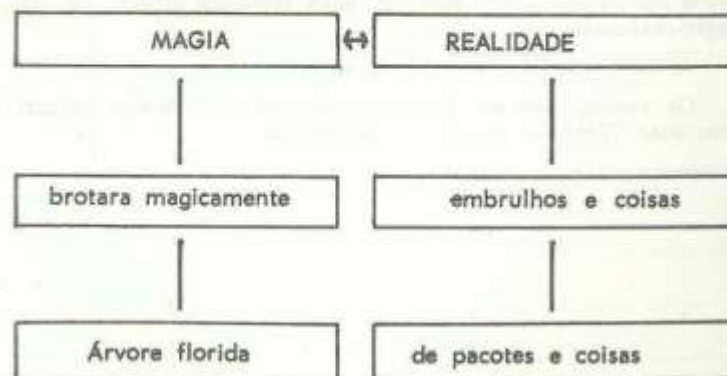 MAGIA ↔ REALIDADE
brotara magicamente embrulhos e coisas
Árvore florida de pacotes e coisas